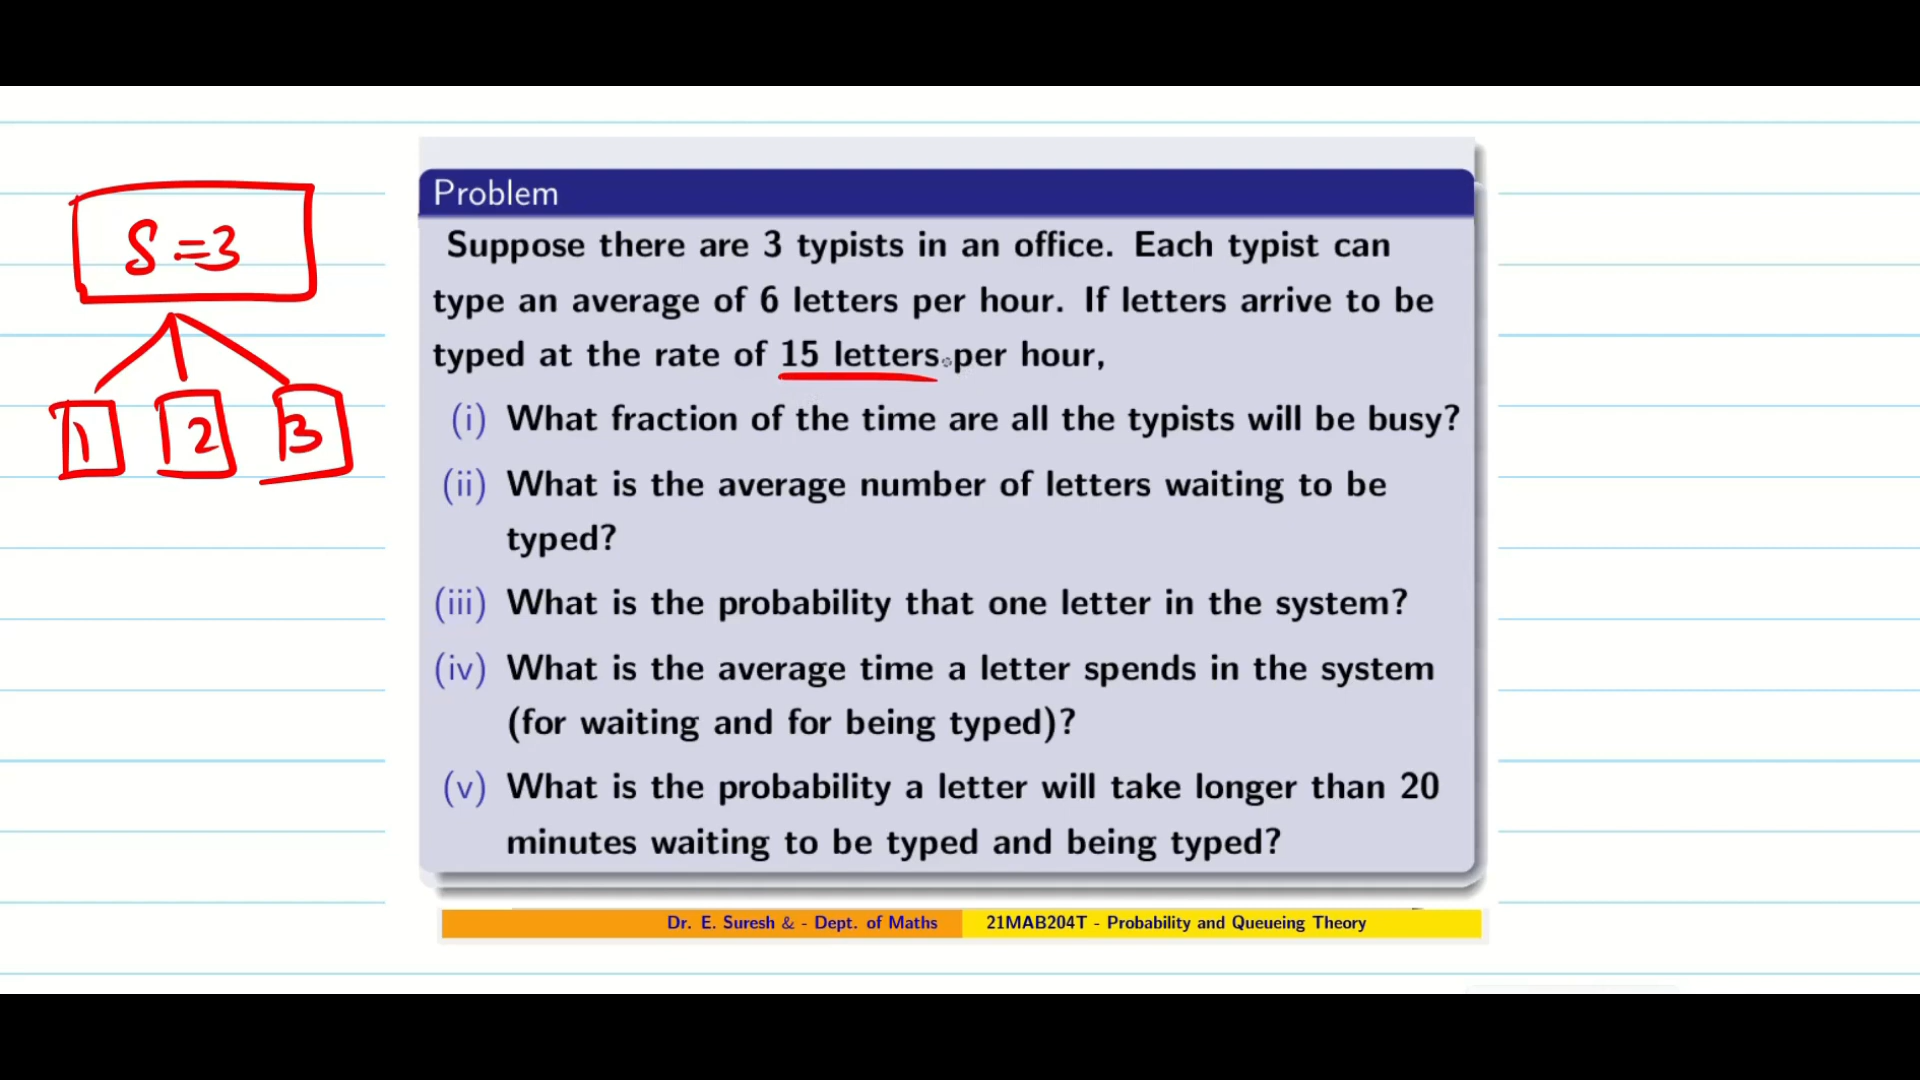 S = 3
1 2 3
Problem
Suppose there are 3 typists in an office. Each typist can
type an average of 6 letters per hour. If letters arrive to be
typed at the rate of 15 letters per hour,
(i) What fraction of the time are all the typists will be busy?
(ii) What is the average number of letters waiting to be
typed?
(iii) What is the probability that one letter in the system?
(iv) What is the average time a letter spends in the system
(for waiting and for being typed)?
(v) What is the probability a letter will take longer than 20
minutes waiting to be typed and being typed?
Dr. E. Suresh & - Dept. of Maths 21MAB204T - Probability and Queueing Theory